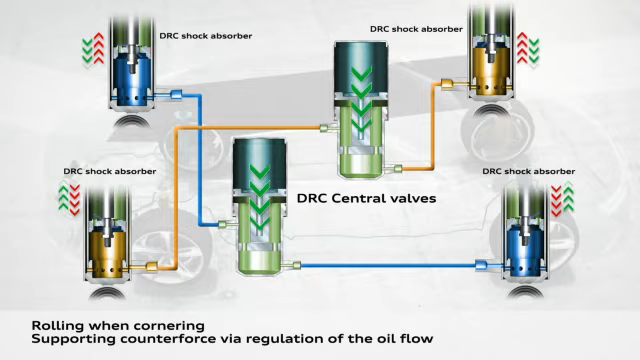 DRC shock absorber
DRC shock absorber
DRC shock absorber
DRC shock absorber
DRC Central valves
Rolling when cornering
Supporting counterforce via regulation of the oil flow